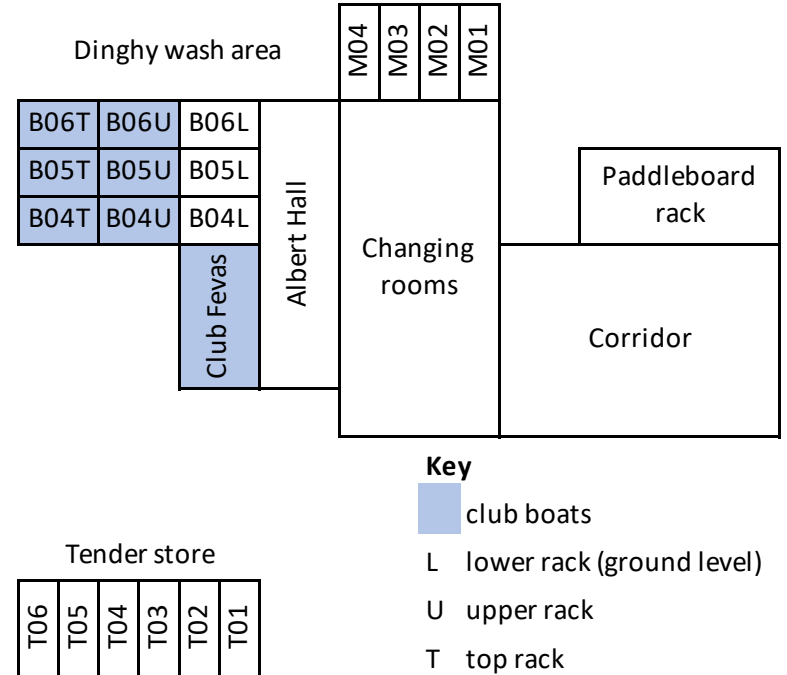 Dinghy wash area
M04
M03
M02
M01
B06T B06U B06L
B05T B05U B05L
B04T B04U B04L
Club Fevas
Albert Hall
Changing
rooms
Paddleboard
rack
Corridor
Key
club boats
L lower rack (ground level)
U upper rack
T top rack
Tender store
T06
T05
T04
T03
T02
T01